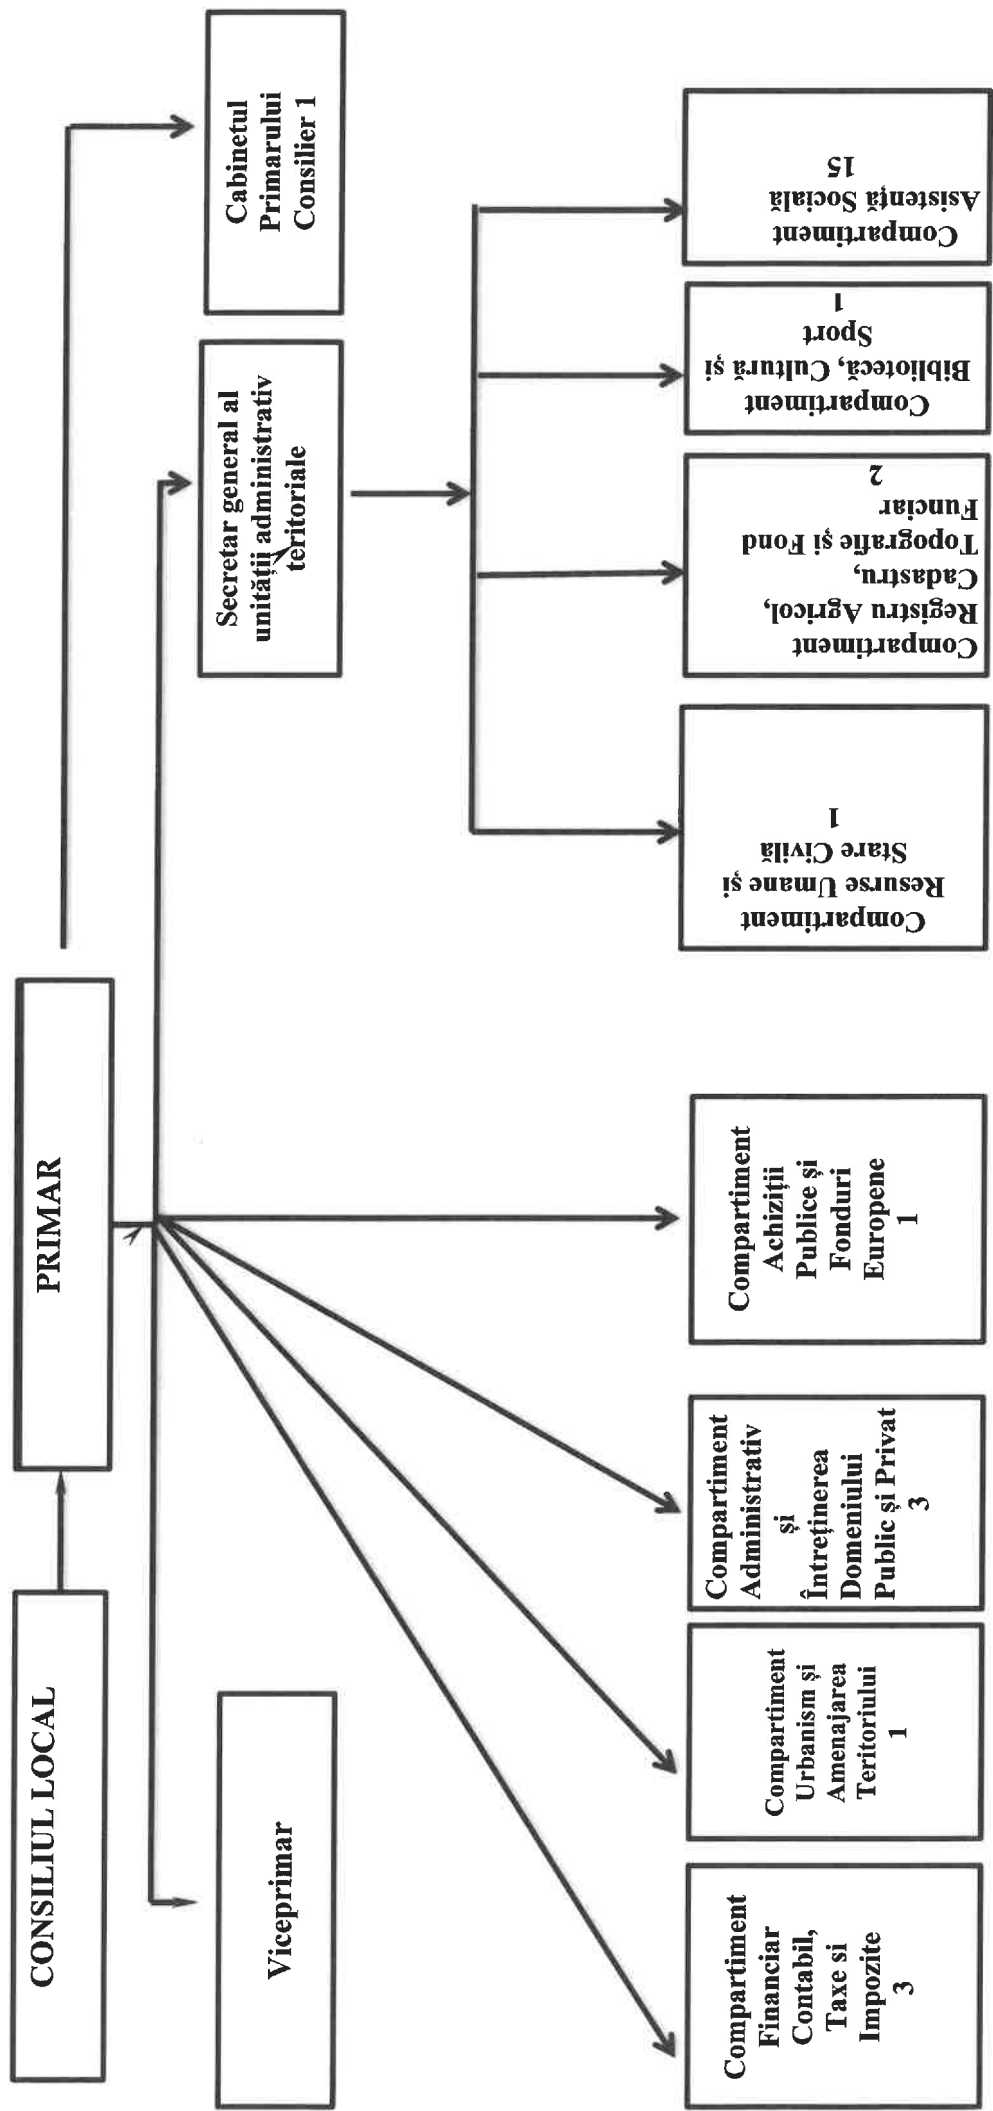 CONSILIUL LOCAL
PRIMAR
Viceprimar
Secretar general al
unității administrativ
teritoriale
Cabinetul
Primarului
Consilier 1
Compartiment
Financiar
Contabil,
Taxe si
Impozite
3
Compartiment
Urbanism și
Amenajarea
Teritoriului
1
Compartiment
Administrativ
și
Întreținerea
Domeniului
Public și Privat
3
Compartiment
Achiziții
Publice și
Fonduri
Europene
1
Compartiment
Resurse Umane și
Stare Civilă
1
Compartiment
Registru Agricol,
Cadastru,
Topografie și Fond
Funciar
2
Compartiment
Bibliotecă, Cultură și
Sport
1
Compartiment
Asistență Socială
15